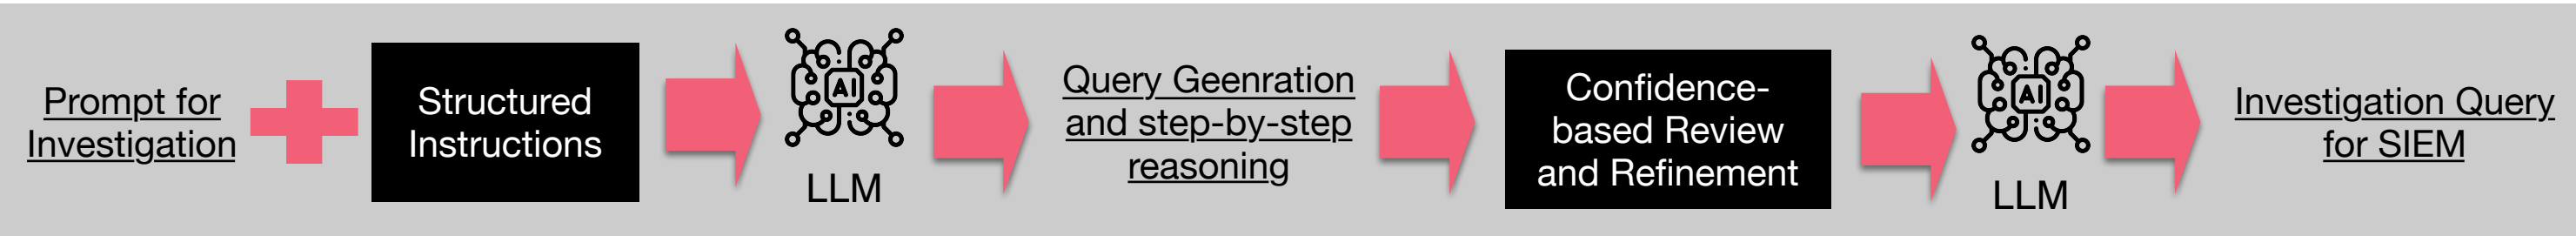 Prompt for
Investigation
Structured
Instructions
AI
LLM
Query Geenration
and step-by-step
reasoning
Confidence-
based Review
and Refinement
AI
LLM
Investigation Query
for SIEM